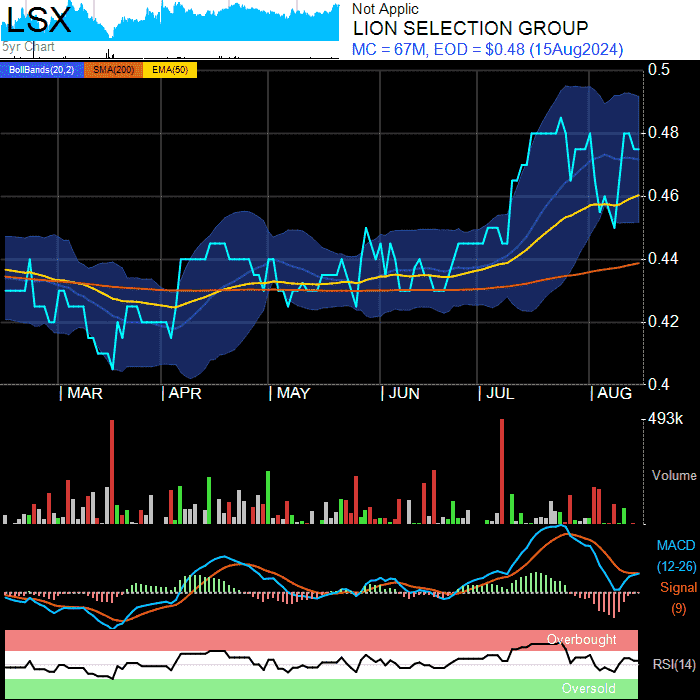 LSX
5yr Chart
Not Applic
LION SELECTION GROUP
MC = 67M, EOD = $0.48 (15Aug2024)
BollBands(20,2) SMA(200) EMA(50)
0.5
0.48
0.46
0.44
0.42
0.4
| MAR | APR | MAY | JUN | JUL | AUG
493k
Volume
MACD
(12-26)
Signal
(9)
Overbought
RSI(14)
Oversold